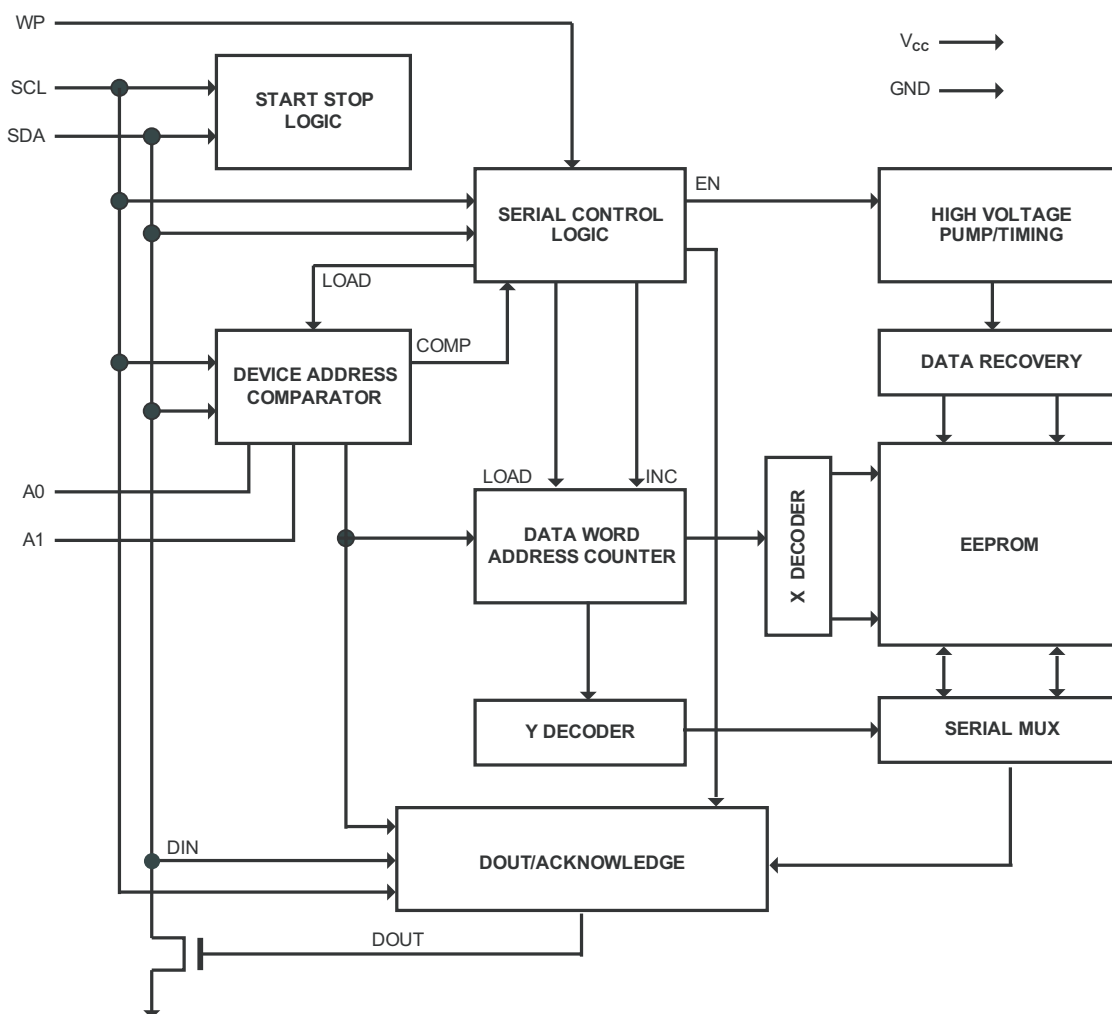 WP
V<sub>CC</sub>
SCL
GND
START STOP
LOGIC
SDA
EN
SERIAL CONTROL
LOGIC
HIGH VOLTAGE
PUMP/TIMING
LOAD
COMP
DEVICE ADDRESS
COMPARATOR
DATA RECOVERY
A0
A1
LOAD
INC
DATA WORD
ADDRESS COUNTER
X DECODER
EEPROM
Y DECODER
SERIAL MUX
DIN
DOUT/ACKNOWLEDGE
DOUT